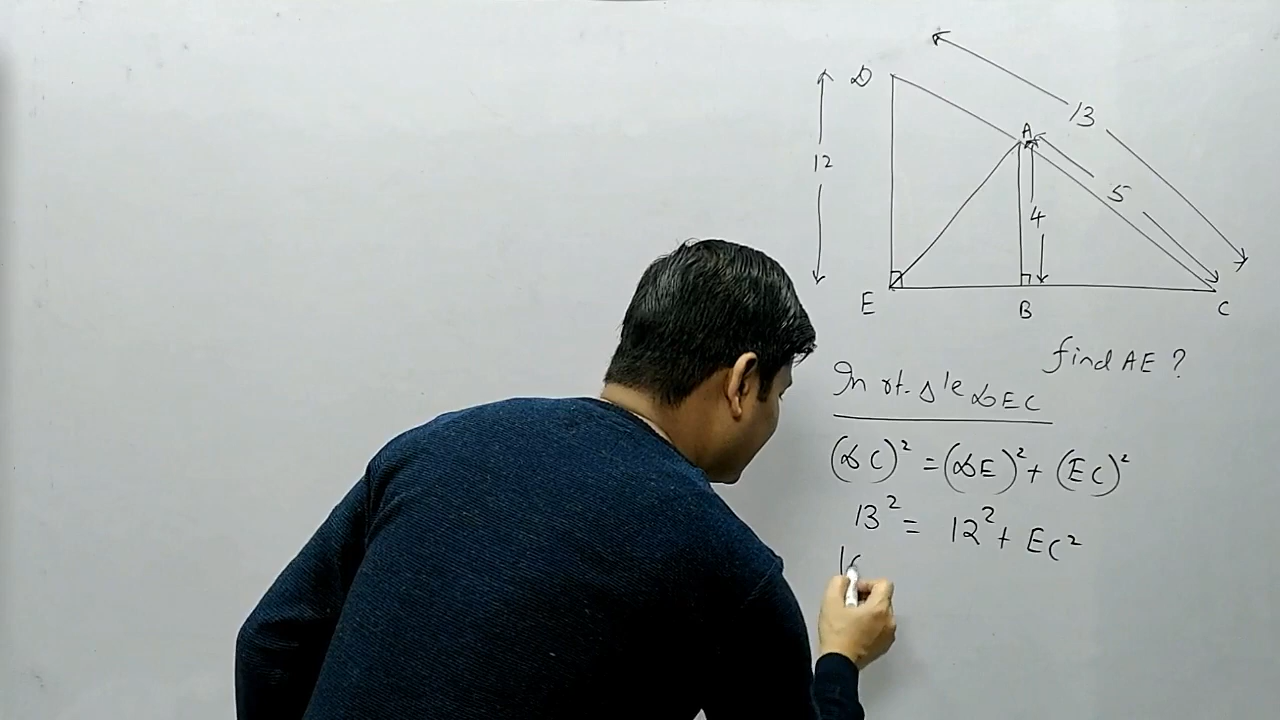 13
D
A
12
5
4
E
B
C
find AE ?
In rt. Δ'le DEC
(DC)² = (DE)² + (EC)²
13² = 12² + EC²
1